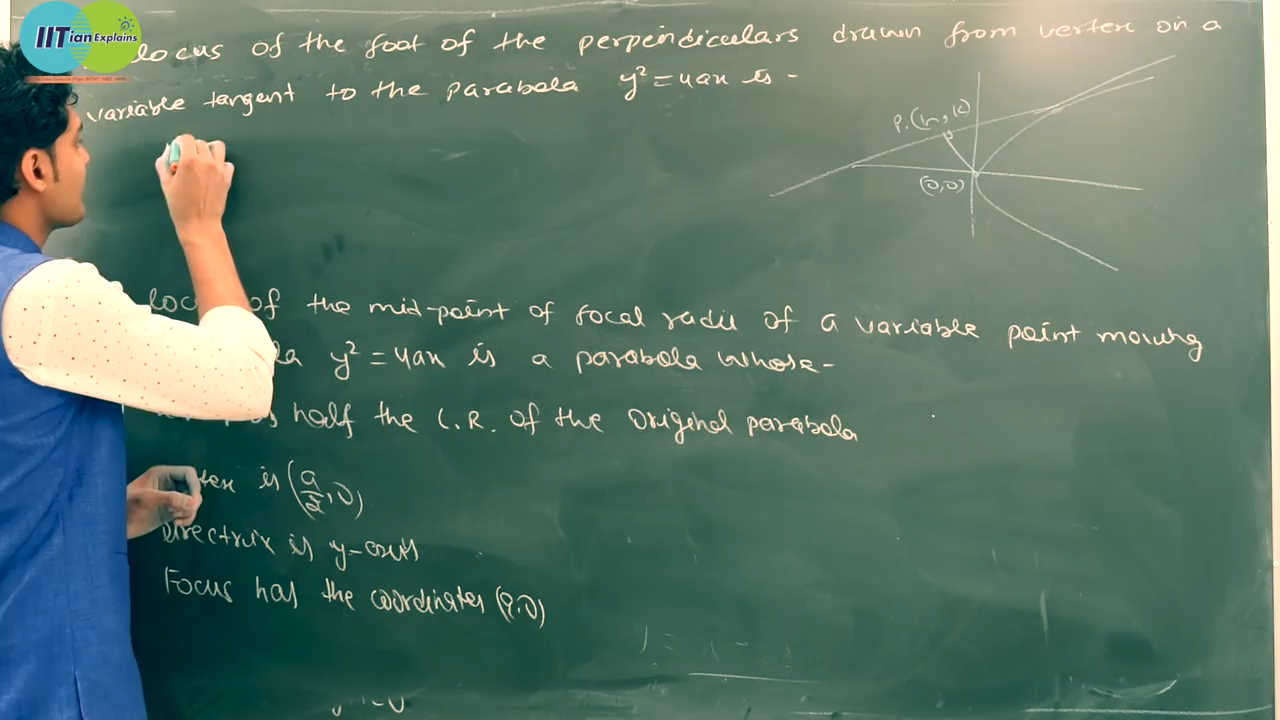 IITian Explains
locus of the foot of the perpendiculars drawn from vertex on a
variable tangent to the parabola y² = 4ax is -
P.(h, k)
(0,0)
of the mid-point of focal radii of a variable point moving
y² = 4ax is a parabola whose-
half the L.R. of the original parabola
is (a/2, 0)
Directrix is y-axis
Focus has the coordinates (a,0)